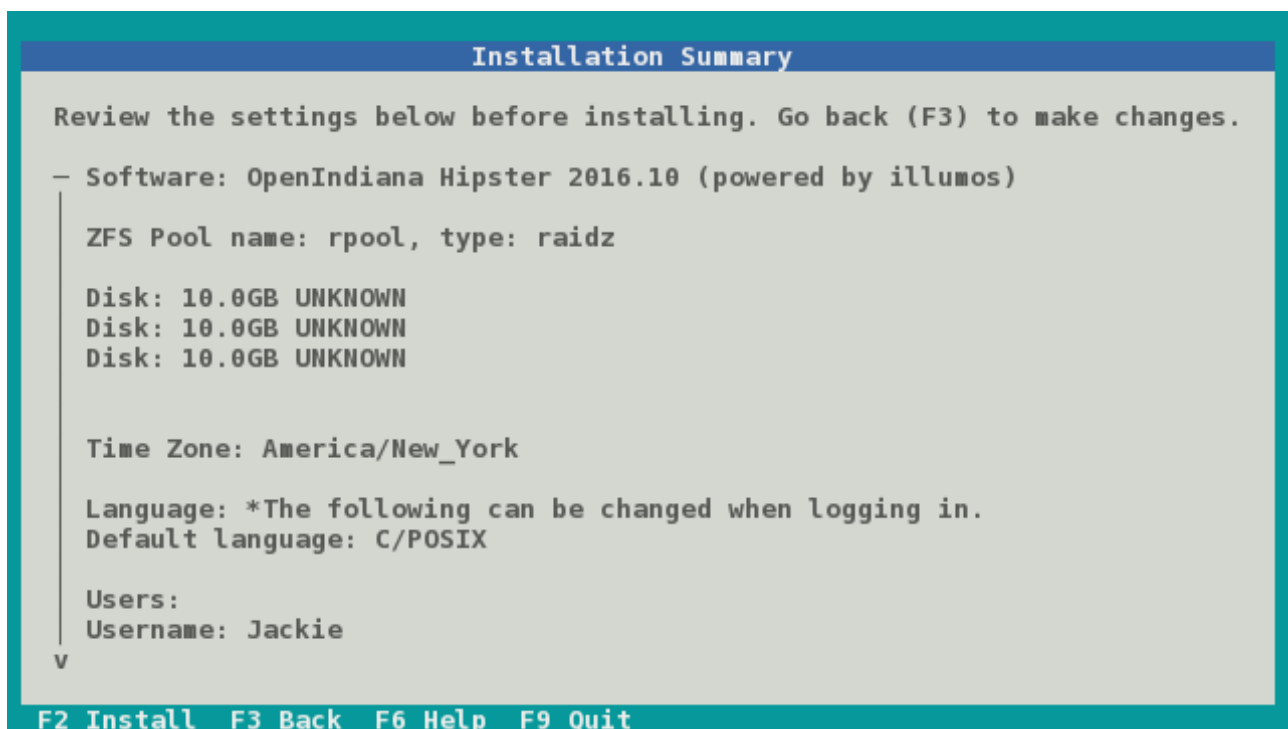 Installation Summary
Review the settings below before installing. Go back (F3) to make changes.
Software: OpenIndiana Hipster 2016.10 (powered by illumos)
ZFS Pool name: rpool, type: raidz
Disk: 10.0GB UNKNOWN
Disk: 10.0GB UNKNOWN
Disk: 10.0GB UNKNOWN
Time Zone: America/New_York
Language: *The following can be changed when logging in.
Default language: C/POSIX
Users:
Username: Jackie
v
F2 Install F3 Back F6 Help F9 Quit